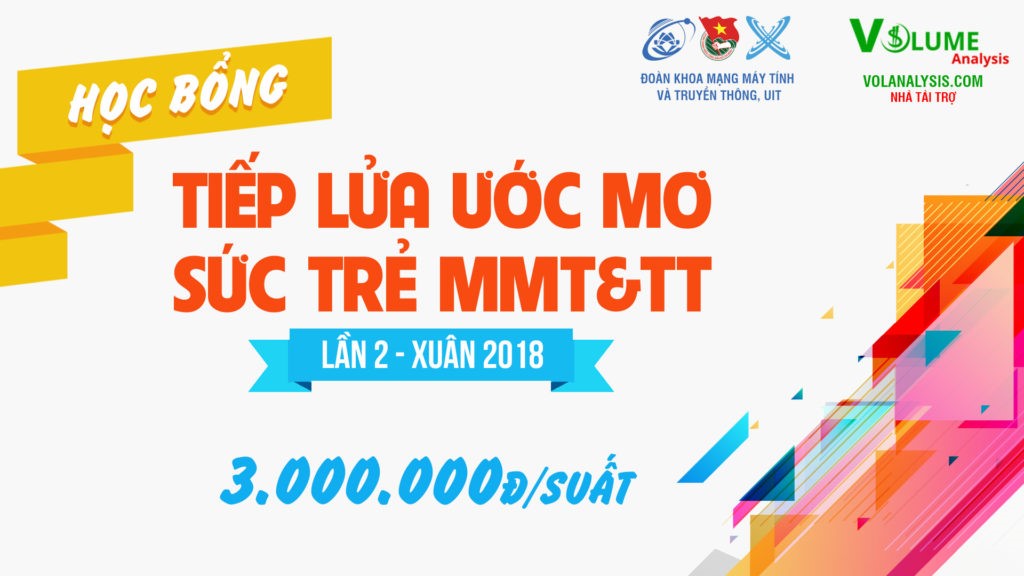 HỌC BỔNG
ĐOÀN KHOA MẠNG MÁY TÍNH
VÀ TRUYỀN THÔNG, UIT
VOLUME
Analysis
VOLANALYSIS.COM
NHÀ TÀI TRỢ
TIẾP LỬA ƯỚC MƠ
SỨC TRẺ MMT&TT
LẦN 2 - XUÂN 2018
3.000.000Đ/SUẤT